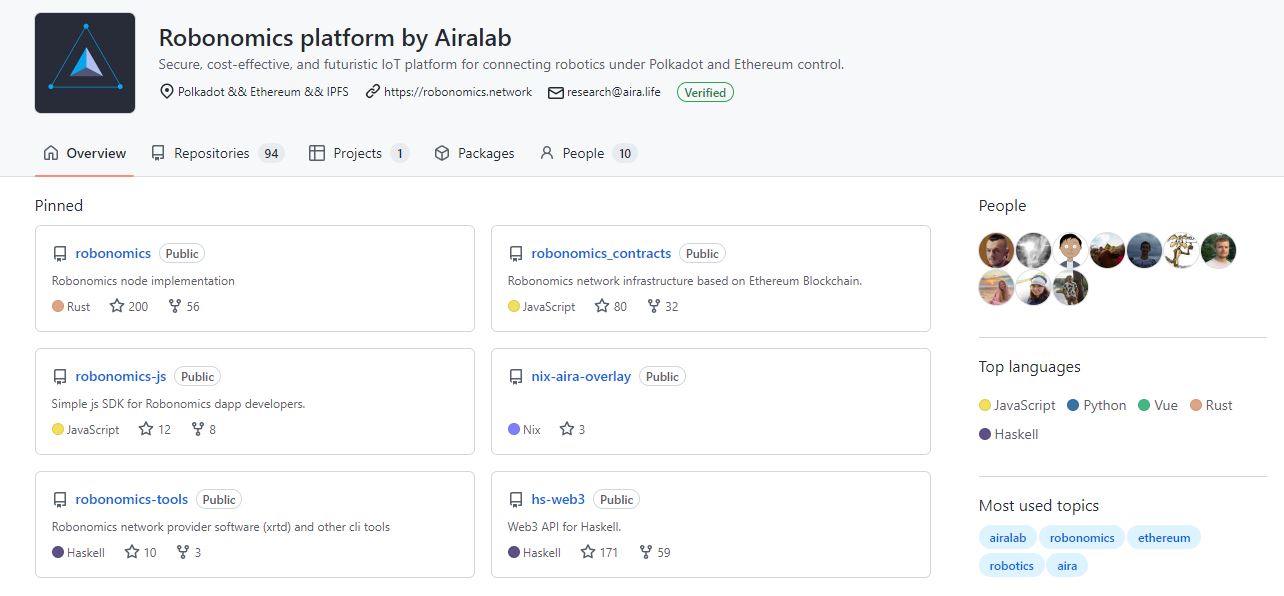 Robonomics platform by Airalab
Secure, cost-effective, and futuristic IoT platform for connecting robotics under Polkadot and Ethereum control.
Polkadot && Ethereum && IPFS https://robonomics.network research@aira.life Verified
Overview Repositories 94 Projects 1 Packages People 10
Pinned
robonomics Public
Robonomics node implementation
Rust 200 56
robonomics_contracts Public
Robonomics network infrastructure based on Ethereum Blockchain.
JavaScript 80 32
robonomics-js Public
Simple js SDK for Robonomics dapp developers.
JavaScript 12 8
nix-aira-overlay Public
Nix 3
robonomics-tools Public
Robonomics network provider software (xrtd) and other cli tools
Haskell 10 3
hs-web3 Public
Web3 API for Haskell.
Haskell 171 59
People
Top languages
JavaScript Python Vue Rust
Haskell
Most used topics
airalab robonomics ethereum
robotics aira